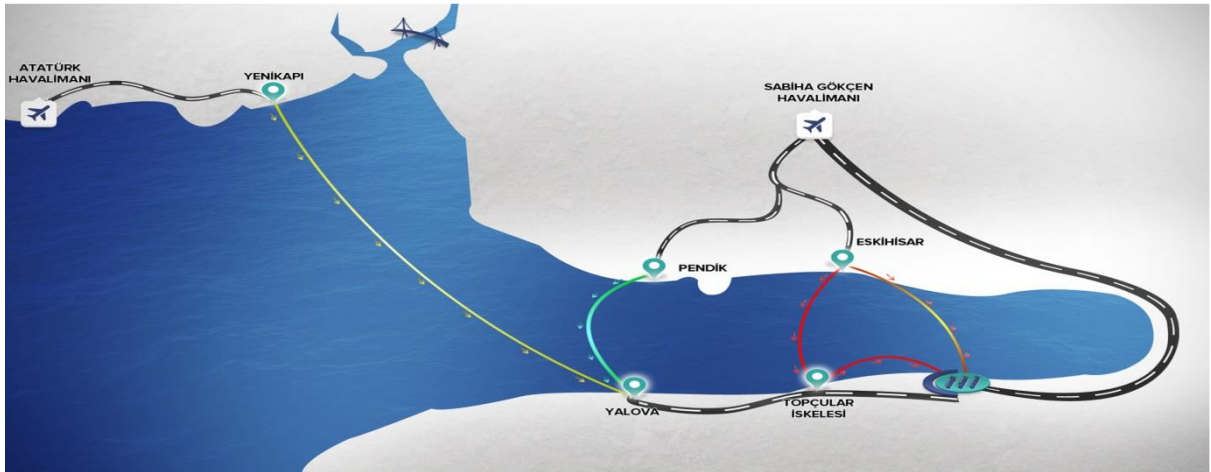 ATATÜRK
HAVALİMANI
YENİKAPI
SABİHA GÖKÇEN
HAVALİMANI
ESKİHİSAR
PENDİK
YALOVA
TOPÇULAR
İSKELESİ